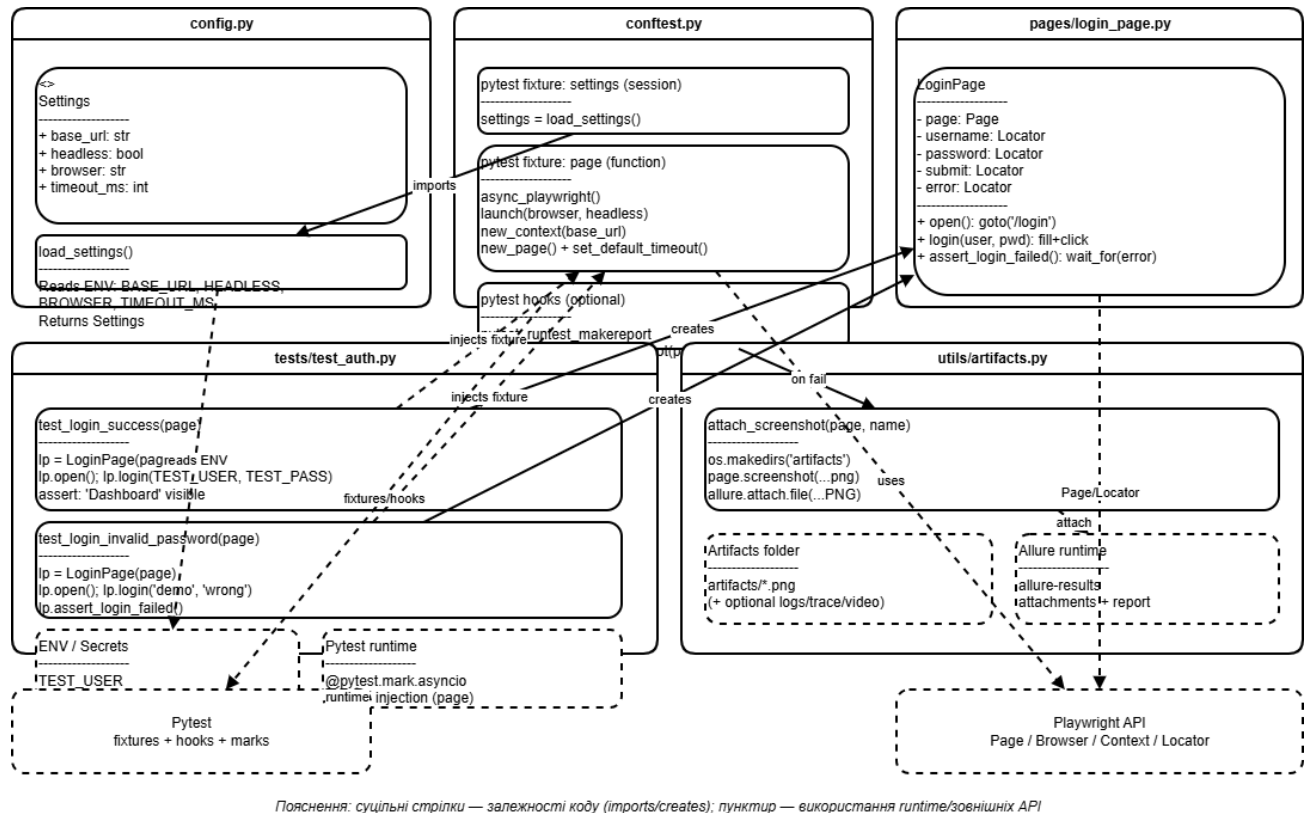 config.py
<>
Settings
--------------------
+ base_url: str
+ headless: bool
+ browser: str
+ timeout_ms: int
load_settings()
--------------------
Reads ENV: BASE_URL, HEADLESS,
BROWSER, TIMEOUT_MS
Returns Settings
imports
conftest.py
pytest fixture: settings (session)
--------------------
settings = load_settings()
pytest fixture: page (function)
--------------------
async_playwright()
launch(browser, headless)
new_context(base_url)
new_page() + set_default_timeout()
pytest hooks (optional)
--------------------
runtest_makereport
pages/login_page.py
LoginPage
--------------------
- page: Page
- username: Locator
- password: Locator
- submit: Locator
- error: Locator
--------------------
+ open(): goto('/login')
+ login(user, pwd): fill+click
+ assert_login_failed(): wait_for(error)
creates
injects fixture
injects fixture
creates
on fail
tests/test_auth.py
test_login_success(page)
--------------------
lp = LoginPage(pag
reads ENV
lp.open(); lp.login(TEST_USER, TEST_PASS)
assert: 'Dashboard' visible
fixtures/hooks
test_login_invalid_password(page)
--------------------
lp = LoginPage(page)
lp.open(); lp.login('demo', 'wrong')
lp.assert_login_failed()
ENV / Secrets
--------------------
TEST_USER
Pytest runtime
--------------------
@pytest.mark.asyncio
runtime
injection (page)
utils/artifacts.py
attach_screenshot(page, name)
--------------------
os.makedirs('artifacts')
page.screenshot(...png)
allure.attach.file(...PNG)
uses
Page/Locator
attach
Artifacts folder
--------------------
artifacts/*.png
(+ optional logs/trace/video)
Allure runtime
--------------------
allure-results
attachments + report
Pytest
fixtures + hooks + marks
Playwright API
Page / Browser / Context / Locator
Пояснення: суцільні стрілки — залежності коду (imports/creates); пунктир — використання runtime/зовнішніх API